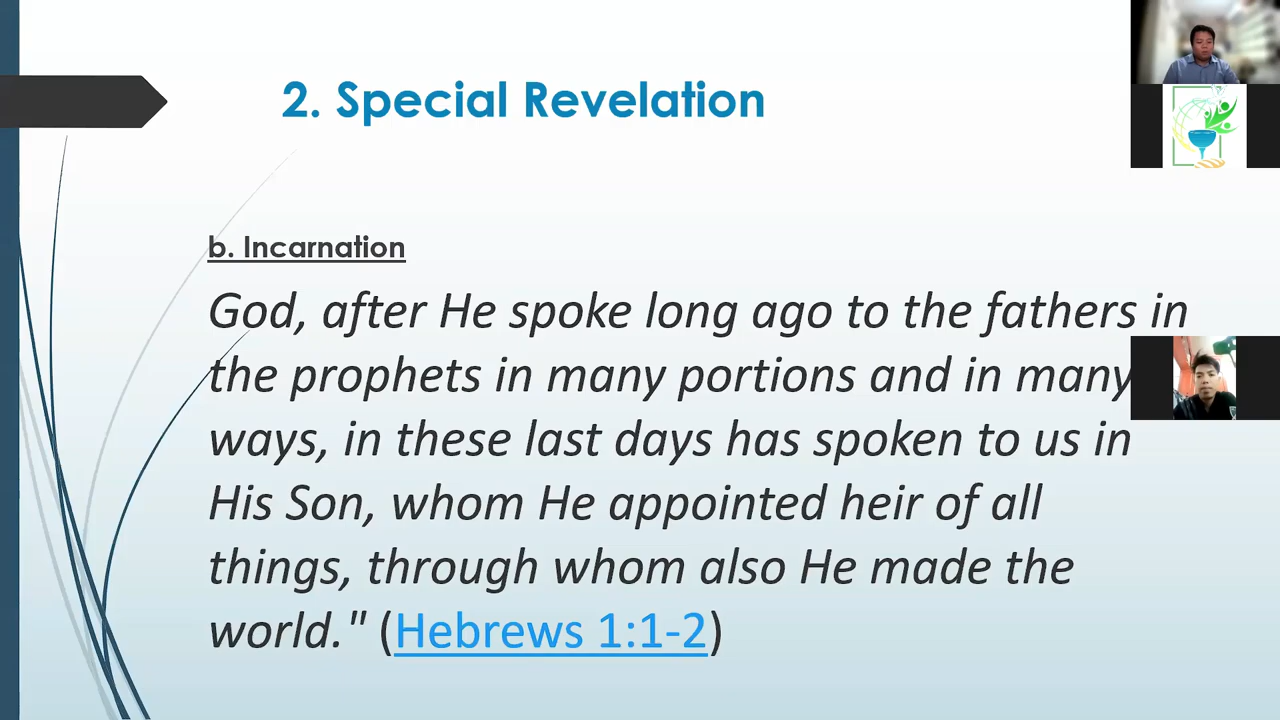 2. Special Revelation
b. Incarnation
God, after He spoke long ago to the fathers in
the prophets in many portions and in many
ways, in these last days has spoken to us in
His Son, whom He appointed heir of all
things, through whom also He made the
world." (Hebrews 1:1-2)